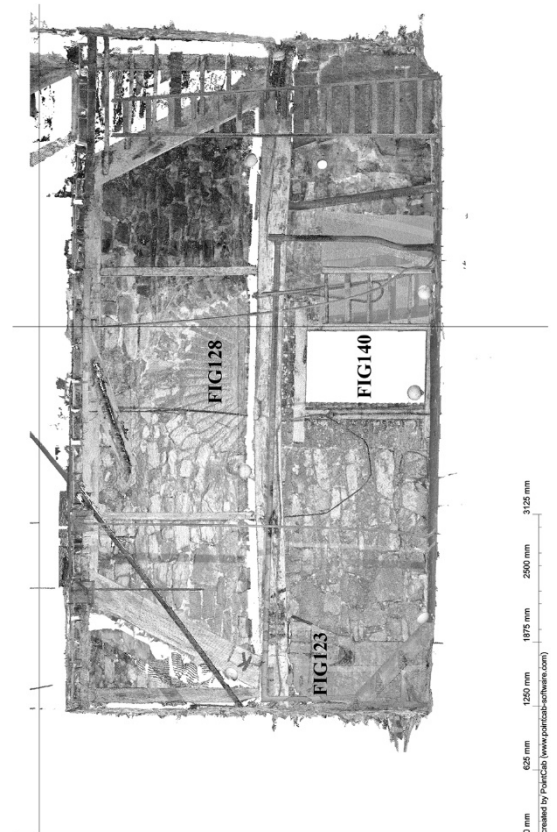 FIG128
FIG140
FIG123
0 mm
625 mm
1250 mm
1875 mm
2500 mm
3125 mm
created by PointCab (www.pointcab-software.com)